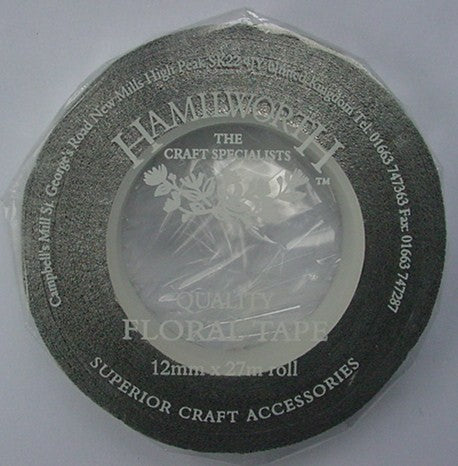 Campbell's Mill St. George's Road New Mills High Peak SK22 4JY United Kingdom Tel. 01663 747363 Fax: 01663 747287
HAMILWORTH
THE
CRAFT SPECIALISTS
TM
QUALITY
FLORAL TAPE
12mm x 27m roll
SUPERIOR CRAFT ACCESSORIES